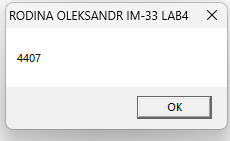 RODINA OLEKSANDR IM-33 LAB4
4407
OK